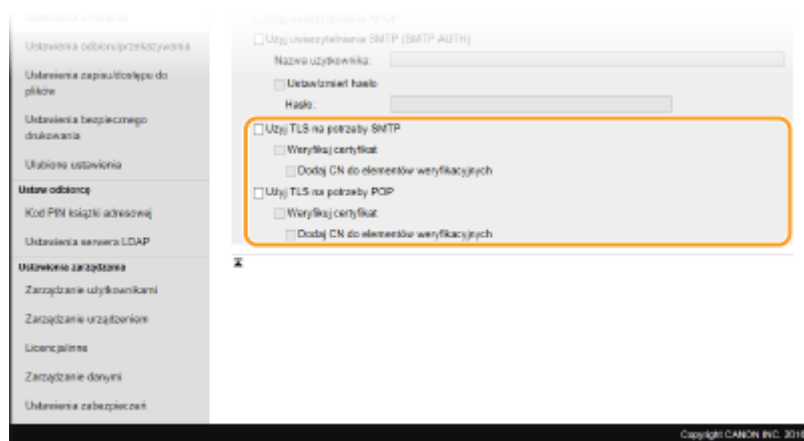 Ustawienia odbioru/przekazywania
Ustawienia zapisu/dostępu do
plików
Ustawienia bezpiecznego
drukowania
Ulubione ustawienia
Ustaw odbiorcę
Kod PIN książki adresowej
Ustawienia serwera LDAP
Ustawienia zarządzania
Zarządzanie użytkownikami
Zarządzanie urządzeniem
Licencja/inne
Zarządzanie danymi
Ustawienia zabezpieczeń
Użyj uwierzytelniania SMTP (SMTP AUTH)
Nazwa użytkownika:
Ustaw/zmień hasło
Hasło:
Użyj TLS na potrzeby SMTP
Weryfikuj certyfikat
Dodaj CN do elementów weryfikacyjnych
Użyj TLS na potrzeby POP
Weryfikuj certyfikat
Dodaj CN do elementów weryfikacyjnych
Copyright CANON INC.